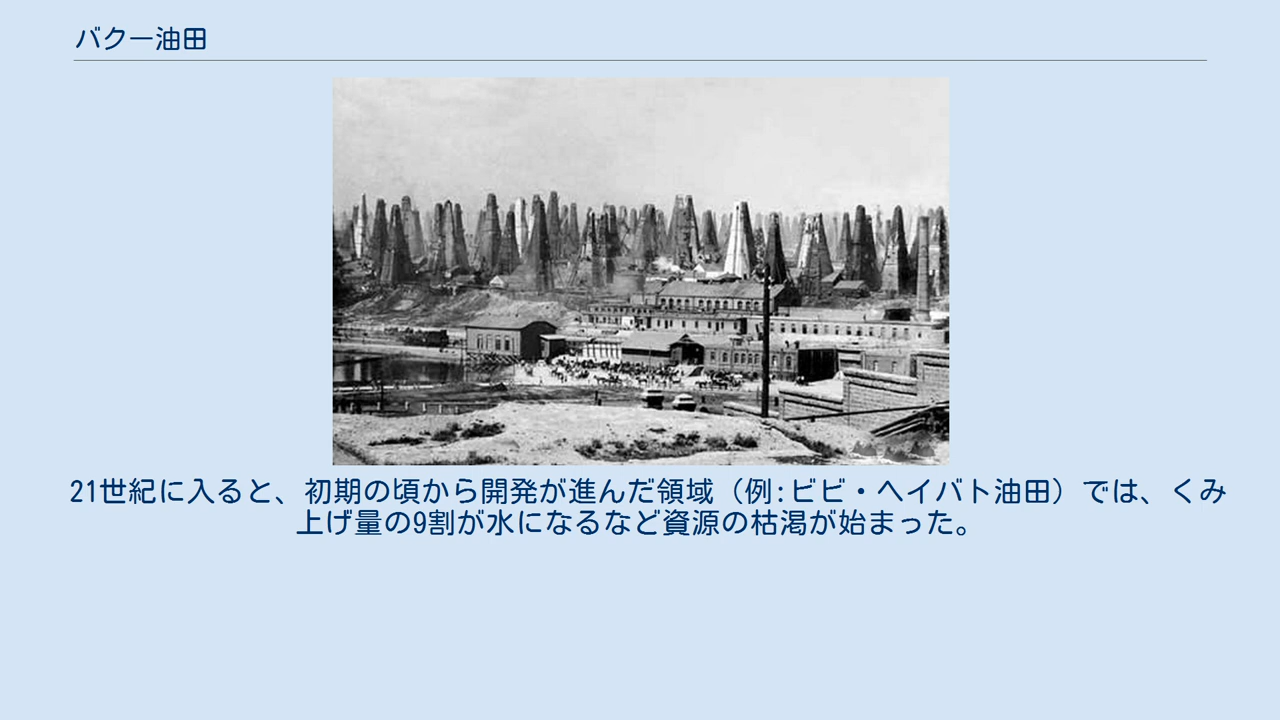 バクー油田
21世紀に入ると、初期の頃から開発が進んだ領域（例:ビビ・ヘイバト油田）では、くみ
上げ量の9割が水になるなど資源の枯渇が始まった。